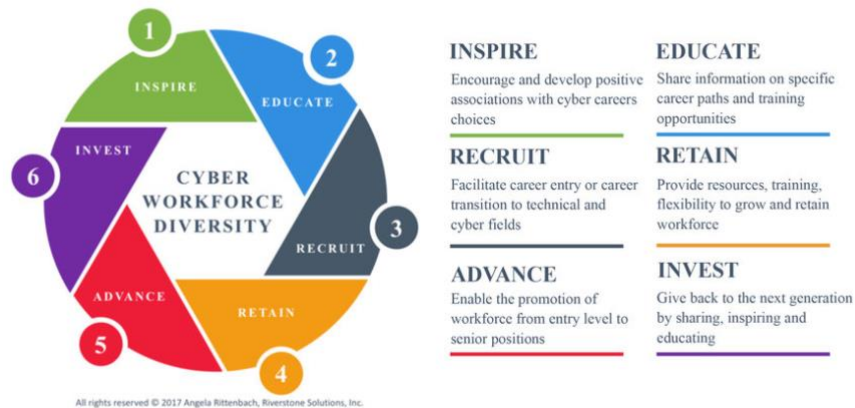 1
INSPIRE
2
EDUCATE
3
RECRUIT
4
RETAIN
5
ADVANCE
6
INVEST
CYBER
WORKFORCE
DIVERSITY
All rights reserved © 2017 Angela Rittenbach, Riverstone Solutions, Inc.
INSPIRE
Encourage and develop positive
associations with cyber careers
choices
EDUCATE
Share information on specific
career paths and training
opportunities
RECRUIT
Facilitate career entry or career
transition to technical and
cyber fields
RETAIN
Provide resources, training,
flexibility to grow and retain
workforce
ADVANCE
Enable the promotion of
workforce from entry level to
senior positions
INVEST
Give back to the next generation
by sharing, inspiring and
educating